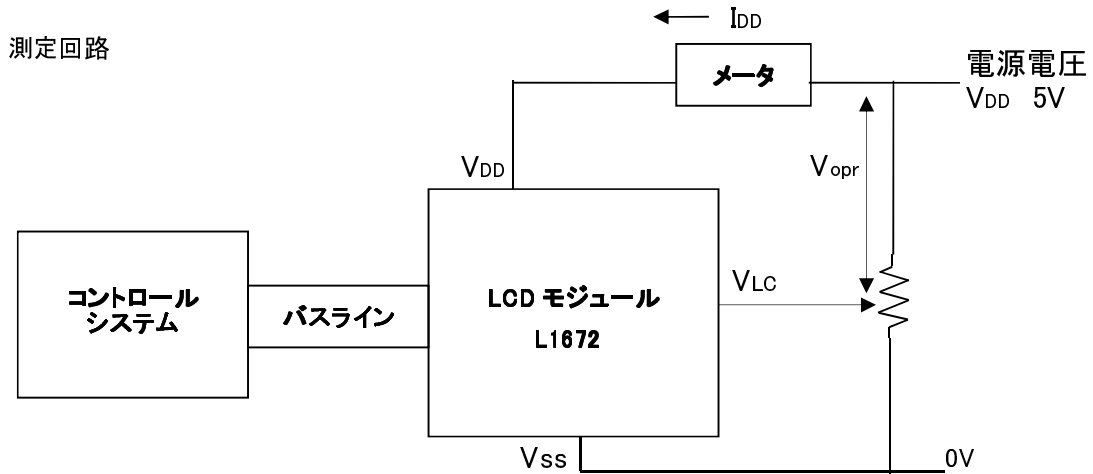 測定回路
IDD
メータ
電源電圧
VDD 5V
VDD
Vopr
コントロール
システム
バスライン
LCD モジュール
L1672
VLC
Vss
0V